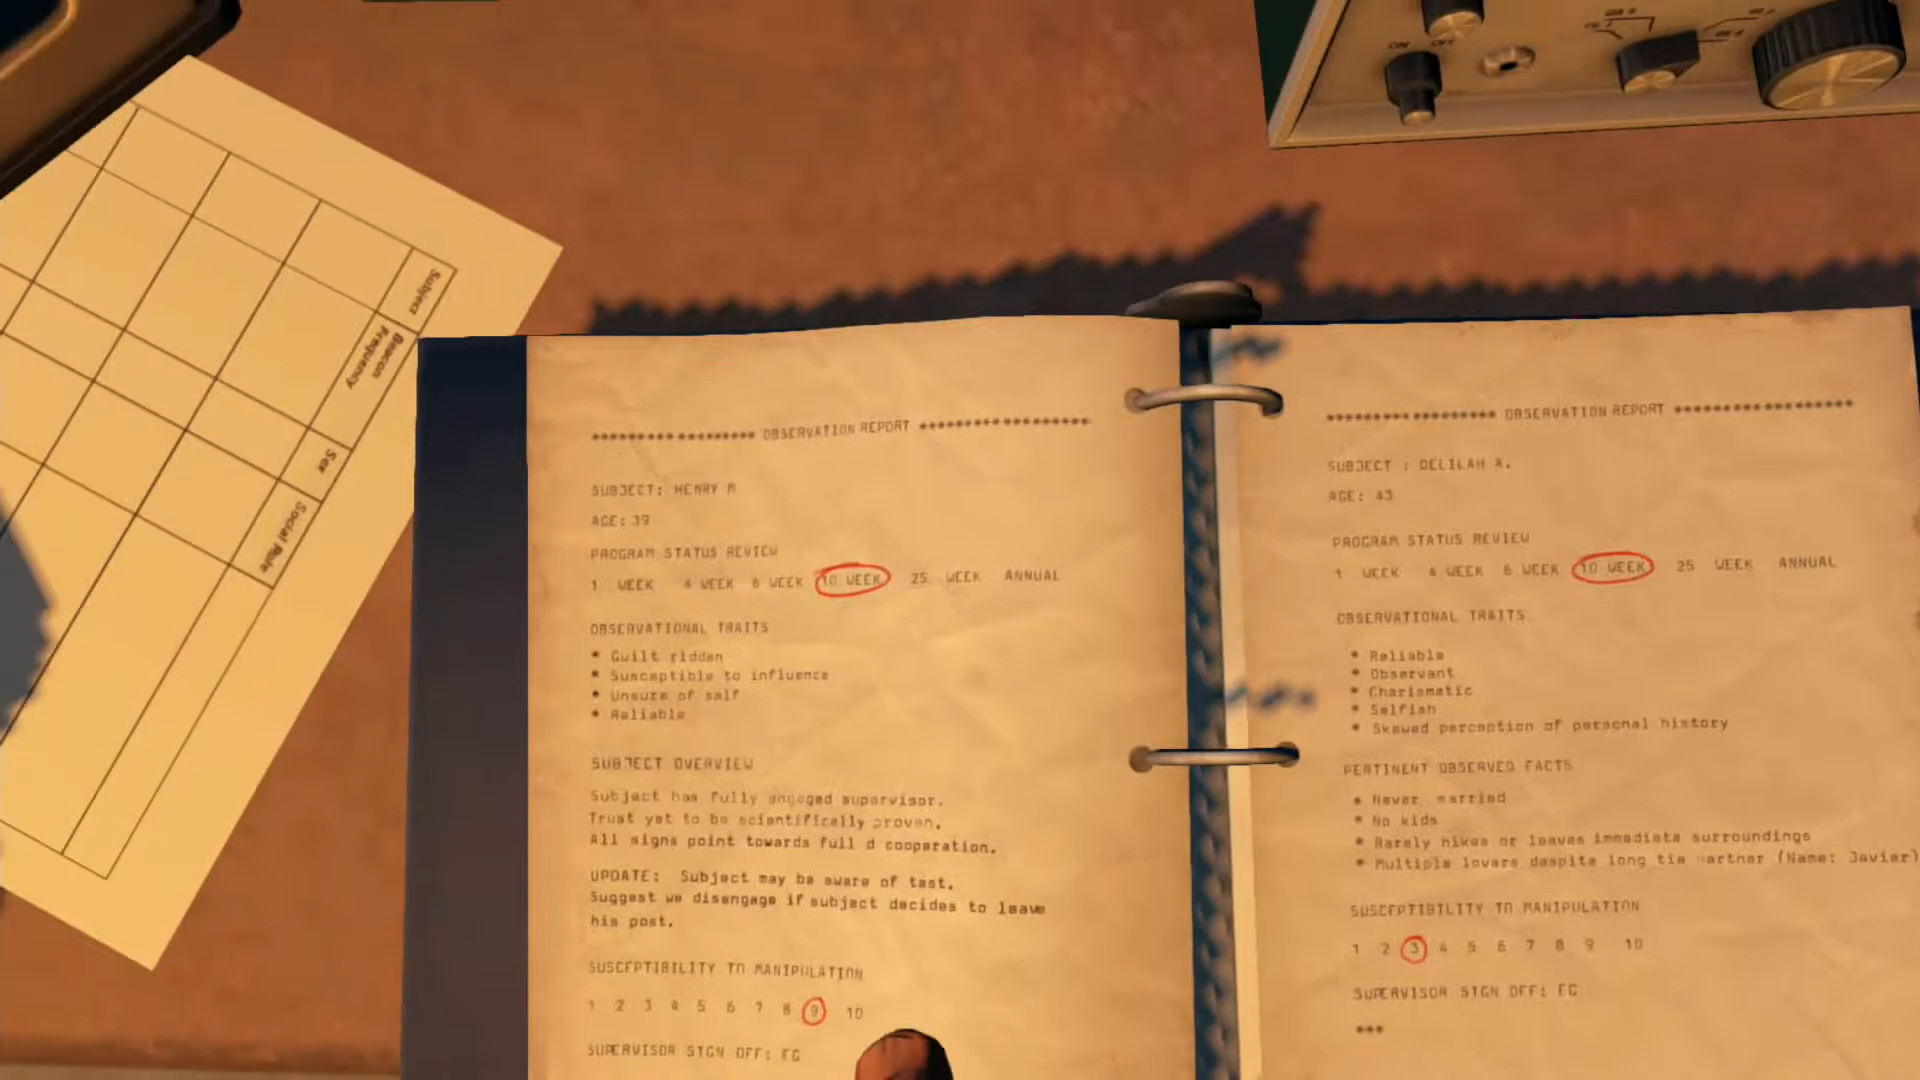 ON OFF
Subject
Beacon
Frequency
Sex
Social Role
****************** OBSERVATION REPORT ******************
SUBJECT: HENRY M
AGE: 39
PROGRAM STATUS REVIEW
1 WEEK 4 WEEK 6 WEEK 10 WEEK 25 WEEK ANNUAL
OBSERVATIONAL TRAITS
* Guilt ridden
* Susceptible to influence
* Unsure of self
* Reliable
SUBJECT OVERVIEW
Subject has fully engaged supervisor.
Trust yet to be scientifically proven.
All signs point towards full d cooperation.
UPDATE: Subject may be aware of test.
Suggest we disengage if subject decides to leave
his post.
SUSCEPTIBILITY TO MANIPULATION
1 2 3 4 5 6 7 8 9 10
SUPERVISOR SIGN OFF: EG
****************** OBSERVATION REPORT ******************
SUBJECT : DELILAH A.
AGE: 43
PROGRAM STATUS REVIEW
1 WEEK 4 WEEK 6 WEEK 10 WEEK 25 WEEK ANNUAL
OBSERVATIONAL TRAITS
* Reliable
* Observant
* Charismatic
* Selfish
* Skewed perception of personal history
PERTINENT OBSERVED FACTS
* Never married
* No kids
* Rarely hikes or leaves immediate surroundings
* Multiple lovers despite long tie partner (Name: Javier)
SUSCEPTIBILITY TO MANIPULATION
1 2 3 4 5 6 7 8 9 10
SUPERVISOR SIGN OFF: EG
***